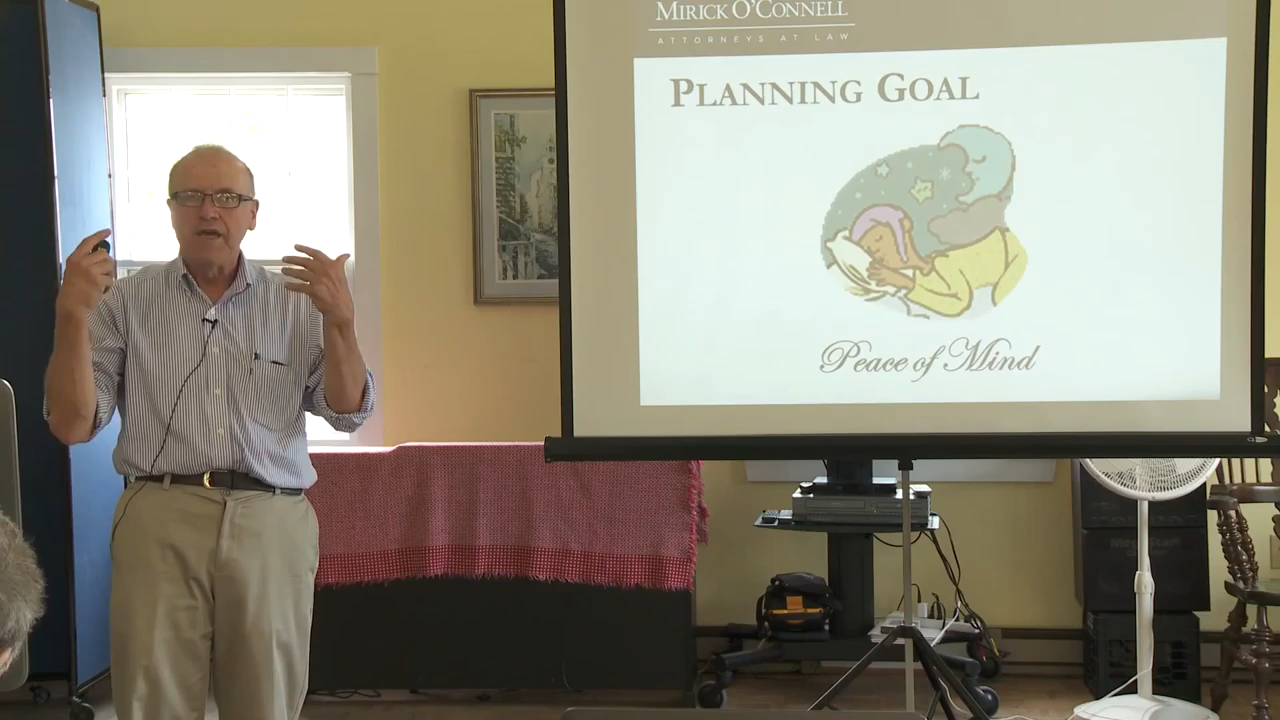 MIRICK O'CONNELL
ATTORNEYS AT LAW
PLANNING GOAL
Peace of Mind